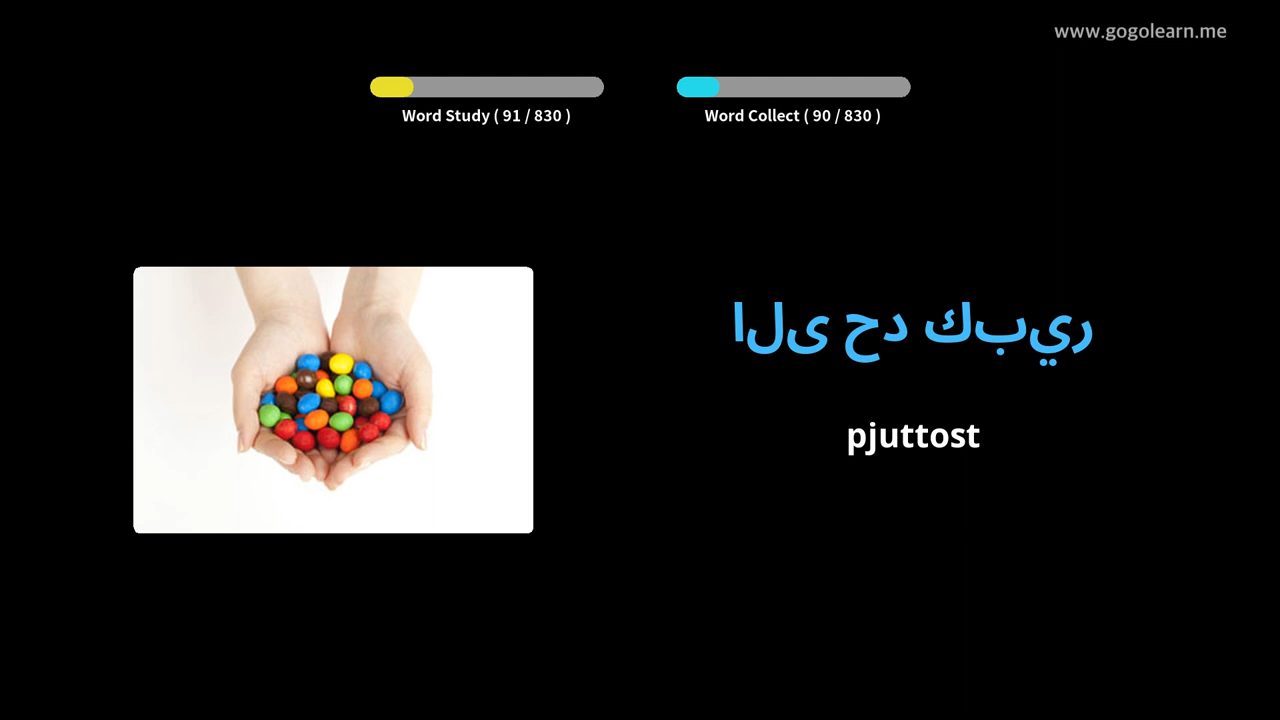 www.gogolearn.me
Word Study ( 91 / 830 )
Word Collect ( 90 / 830 )
الى حد كبير
pjuttost